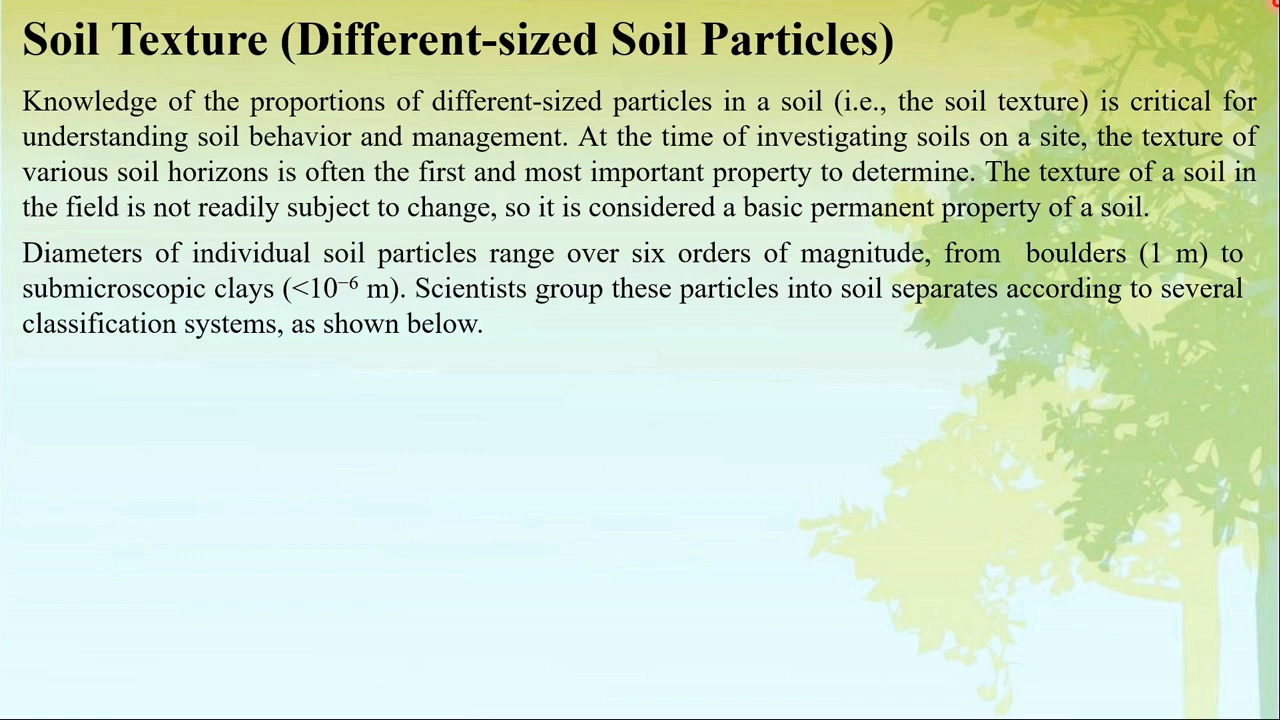 Soil Texture (Different-sized Soil Particles)
Knowledge of the proportions of different-sized particles in a soil (i.e., the soil texture) is critical for
understanding soil behavior and management. At the time of investigating soils on a site, the texture of
various soil horizons is often the first and most important property to determine. The texture of a soil in
the field is not readily subject to change, so it is considered a basic permanent property of a soil.
Diameters of individual soil particles range over six orders of magnitude, from  boulders (1 m) to
submicroscopic clays (<10⁻⁶ m). Scientists group these particles into soil separates according to several
classification systems, as shown below.